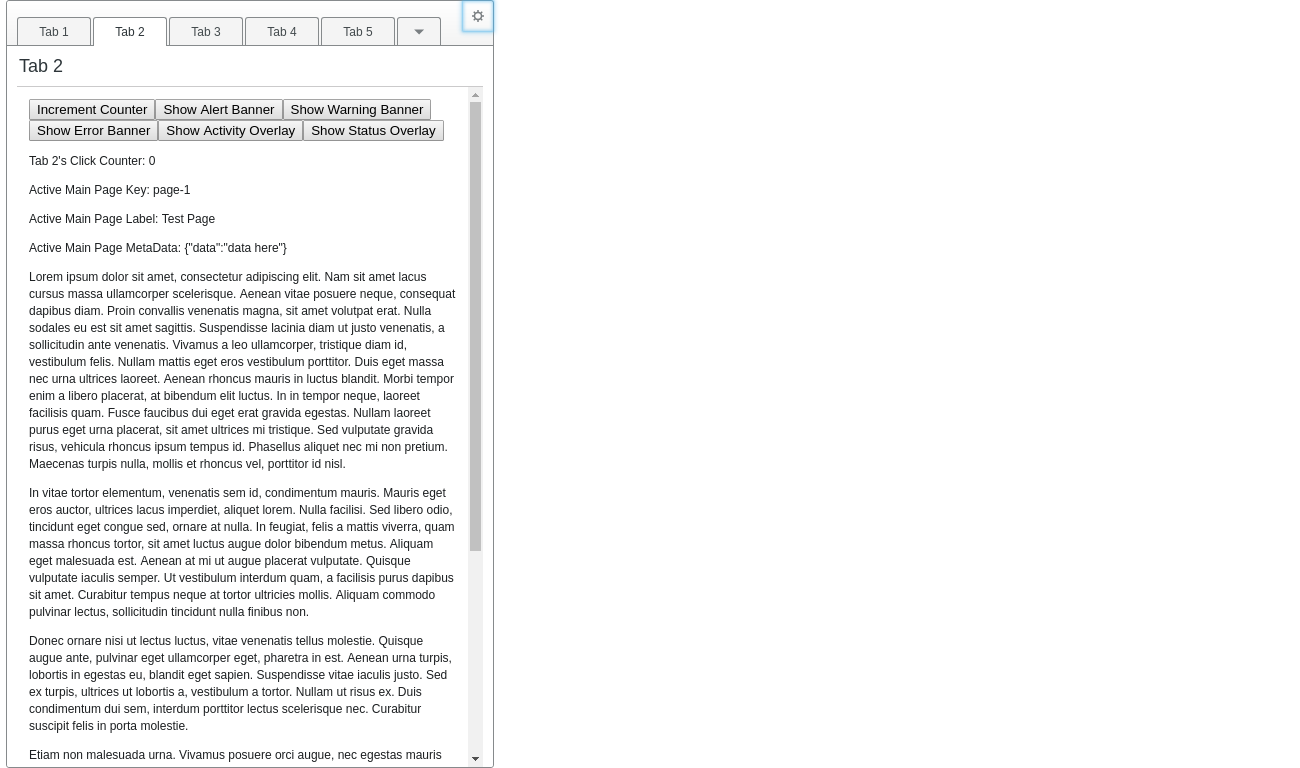 Tab 1 Tab 2 Tab 3 Tab 4 Tab 5
Tab 2
Increment Counter Show Alert Banner Show Warning Banner
Show Error Banner Show Activity Overlay Show Status Overlay
Tab 2's Click Counter: 0
Active Main Page Key: page-1
Active Main Page Label: Test Page
Active Main Page MetaData: {"data":"data here"}
Lorem ipsum dolor sit amet, consectetur adipiscing elit. Nam sit amet lacus
cursus massa ullamcorper scelerisque. Aenean vitae posuere neque, consequat
dapibus diam. Proin convallis venenatis magna, sit amet volutpat erat. Nulla
sodales eu est sit amet sagittis. Suspendisse lacinia diam ut justo venenatis, a
sollicitudin ante venenatis. Vivamus a leo ullamcorper, tristique diam id,
vestibulum felis. Nullam mattis eget eros vestibulum porttitor. Duis eget massa
nec urna ultrices laoreet. Aenean rhoncus mauris in luctus blandit. Morbi tempor
enim a libero placerat, at bibendum elit luctus. In in tempor neque, laoreet
facilisis quam. Fusce faucibus dui eget erat gravida egestas. Nullam laoreet
purus eget urna placerat, sit amet ultrices mi tristique. Sed vulputate gravida
risus, vehicula rhoncus ipsum tempus id. Phasellus aliquet nec mi non pretium.
Maecenas turpis nulla, mollis et rhoncus vel, porttitor id nisl.
In vitae tortor elementum, venenatis sem id, condimentum mauris. Mauris eget
eros auctor, ultrices lacus imperdiet, aliquet lorem. Nulla facilisi. Sed libero odio,
tincidunt eget congue sed, ornare at nulla. In feugiat, felis a mattis viverra, quam
massa rhoncus tortor, sit amet luctus augue dolor bibendum metus. Aliquam
eget malesuada est. Aenean at mi ut augue placerat vulputate. Quisque
vulputate iaculis semper. Ut vestibulum interdum quam, a facilisis purus dapibus
sit amet. Curabitur tempus neque at tortor ultricies mollis. Aliquam commodo
pulvinar lectus, sollicitudin tincidunt nulla finibus non.
Donec ornare nisi ut lectus luctus, vitae venenatis tellus molestie. Quisque
augue ante, pulvinar eget ullamcorper eget, pharetra in est. Aenean urna turpis,
lobortis in egestas eu, blandit eget sapien. Suspendisse vitae iaculis justo. Sed
ex turpis, ultrices ut lobortis a, vestibulum a tortor. Nullam ut risus ex. Duis
condimentum dui sem, interdum porttitor lectus scelerisque nec. Curabitur
suscipit felis in porta molestie.
Etiam non malesuada urna. Vivamus posuere orci augue, nec egestas mauris